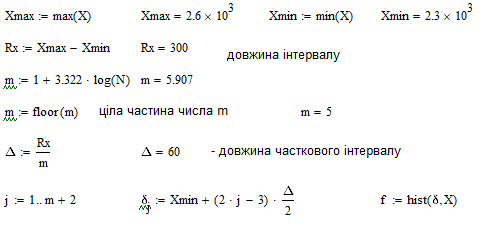 Xmax := max(X) Xmax = 2.6 × 10³ Xmin := min(X) Xmin = 2.3 × 10³
Rx := Xmax − Xmin Rx = 300 довжина інтервалу
m := 1 + 3.322 · log(N) m = 5.907
m := floor(m) ціла частина числа m m = 5
Δ := Rx/m Δ = 60 - довжина часткового інтервалу
j := 1.. m + 2 δj := Xmin + (2 · j − 3) · Δ/2 f := hist(δ,X)